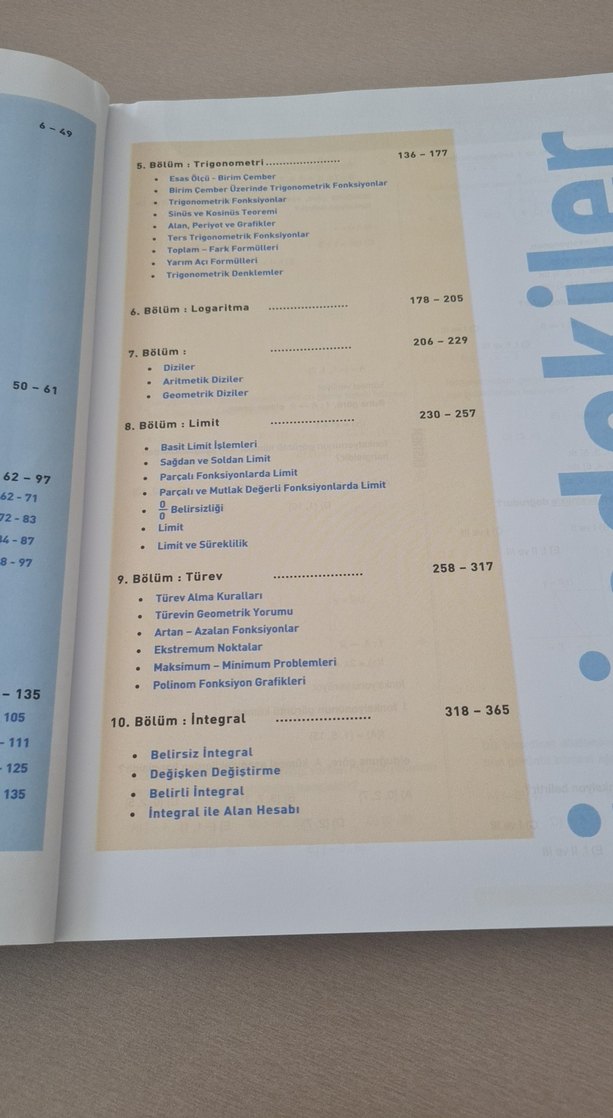 6 – 49
50 – 61
62 – 97
62 - 71
72 - 83
84 - 87
8 - 97
– 135
105
- 111
- 125
135
5. Bölüm : Trigonometri ..................... 136 – 177
• Esas Ölçü - Birim Çember
• Birim Çember Üzerinde Trigonometrik Fonksiyonlar
• Trigonometrik Fonksiyonlar
• Sinüs ve Kosinüs Teoremi
• Alan, Periyot ve Grafikler
• Ters Trigonometrik Fonksiyonlar
• Toplam – Fark Formülleri
• Yarım Açı Formülleri
• Trigonometrik Denklemler
6. Bölüm : Logaritma ..................... 178 – 205
7. Bölüm : ..................... 206 – 229
• Diziler
• Aritmetik Diziler
• Geometrik Diziler
8. Bölüm : Limit ..................... 230 – 257
• Basit Limit İşlemleri
• Sağdan ve Soldan Limit
• Parçalı Fonksiyonlarda Limit
• Parçalı ve Mutlak Değerli Fonksiyonlarda Limit
• 0/0 Belirsizliği
• Limit
• Limit ve Süreklilik
9. Bölüm : Türev ..................... 258 – 317
• Türev Alma Kuralları
• Türevin Geometrik Yorumu
• Artan – Azalan Fonksiyonlar
• Ekstremum Noktalar
• Maksimum – Minimum Problemleri
• Polinom Fonksiyon Grafikleri
10. Bölüm : İntegral ..................... 318 – 365
• Belirsiz İntegral
• Değişken Değiştirme
• Belirli İntegral
• İntegral ile Alan Hesabı
dekiler